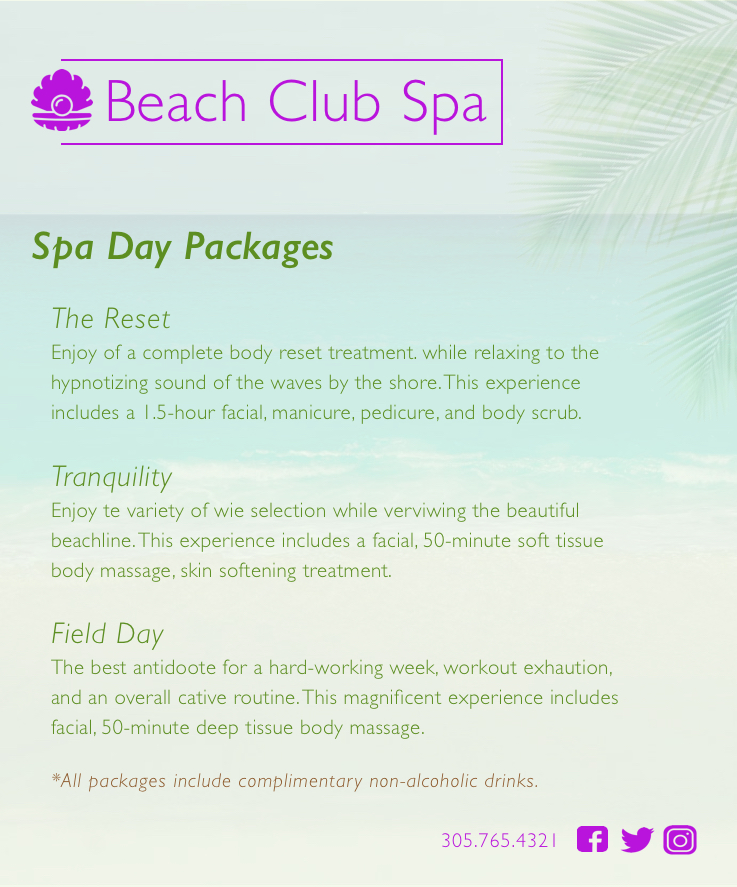 Beach Club Spa
Spa Day Packages
The Reset
Enjoy of a complete body reset treatment. while relaxing to the
hypnotizing sound of the waves by the shore. This experience
includes a 1.5-hour facial, manicure, pedicure, and body scrub.
Tranquility
Enjoy te variety of wie selection while verviwing the beautiful
beachline. This experience includes a facial, 50-minute soft tissue
body massage, skin softening treatment.
Field Day
The best antidoote for a hard-working week, workout exhaution,
and an overall cative routine. This magnificent experience includes
facial, 50-minute deep tissue body massage.
*All packages include complimentary non-alcoholic drinks.
305.765.4321